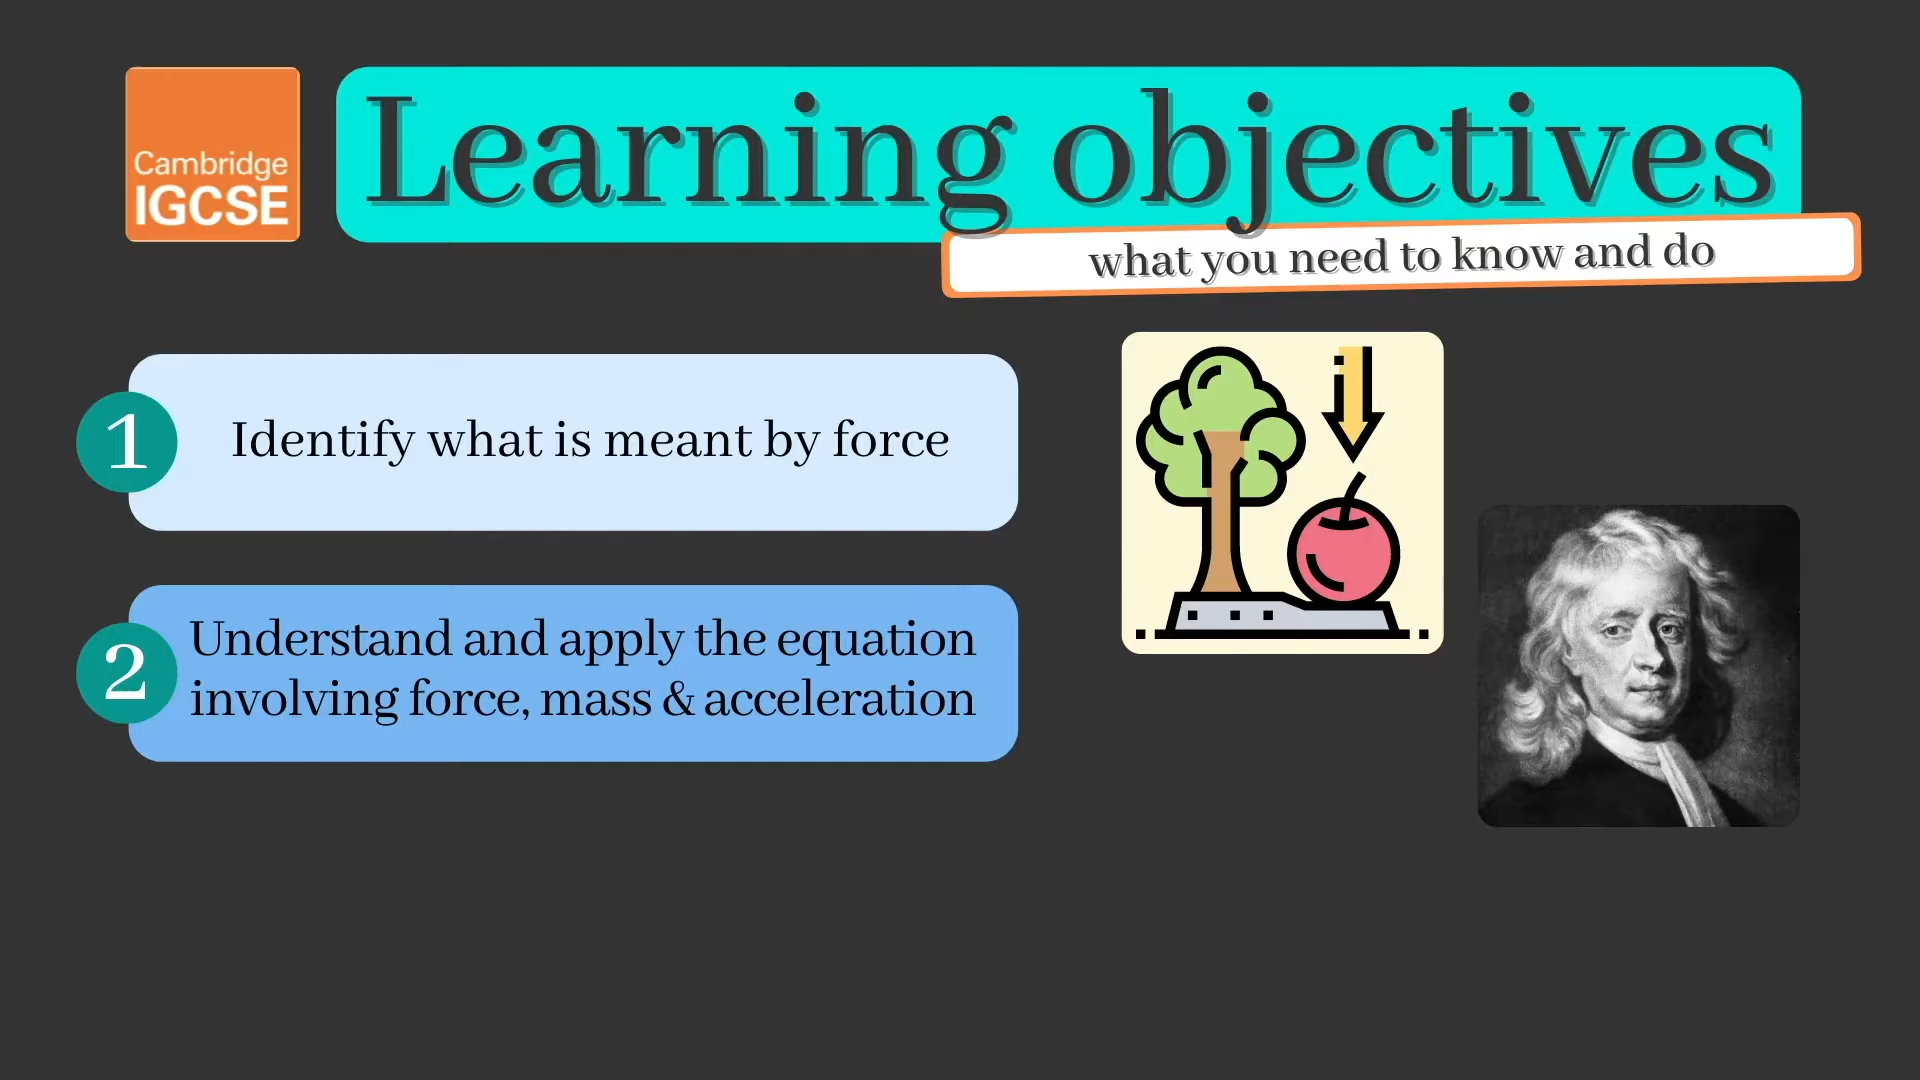 Cambridge
IGCSE
Learning objectives
what you need to know and do
1
Identify what is meant by force
2
Understand and apply the equation
involving force, mass & acceleration